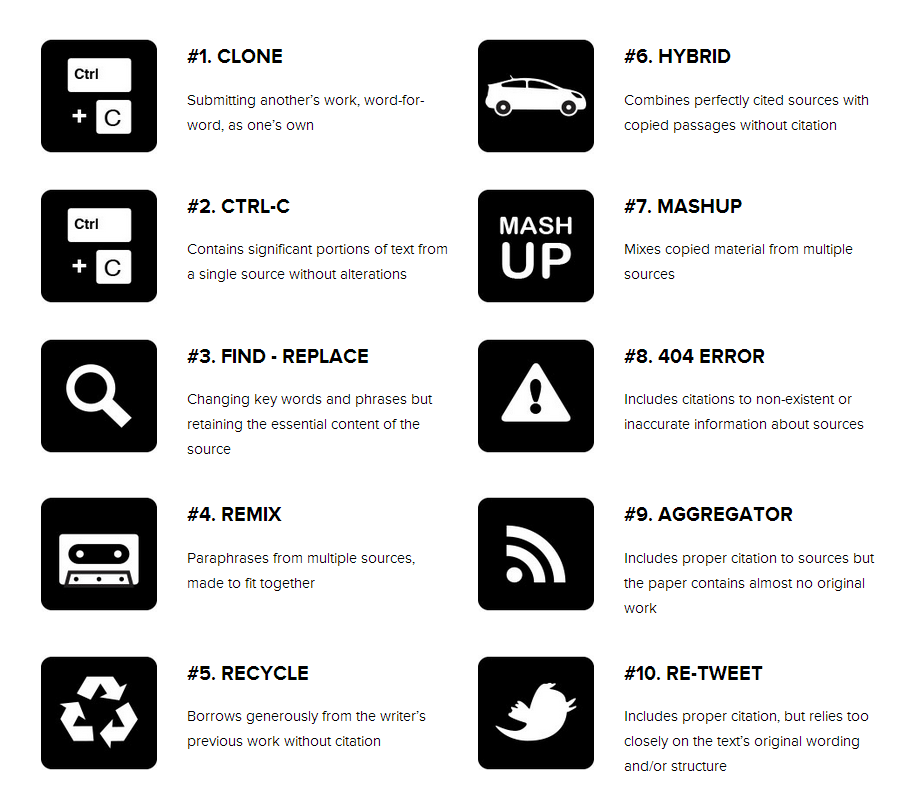 Ctrl
+ C
#1. CLONE
Submitting another's work, word-for-
word, as one's own
Ctrl
+ C
#2. CTRL-C
Contains significant portions of text from
a single source without alterations
#3. FIND - REPLACE
Changing key words and phrases but
retaining the essential content of the
source
#4. REMIX
Paraphrases from multiple sources,
made to fit together
#5. RECYCLE
Borrows generously from the writer's
previous work without citation
#6. HYBRID
Combines perfectly cited sources with
copied passages without citation
MASH
UP
#7. MASHUP
Mixes copied material from multiple
sources
!
#8. 404 ERROR
Includes citations to non-existent or
inaccurate information about sources
#9. AGGREGATOR
Includes proper citation to sources but
the paper contains almost no original
work
#10. RE-TWEET
Includes proper citation, but relies too
closely on the text's original wording
and/or structure